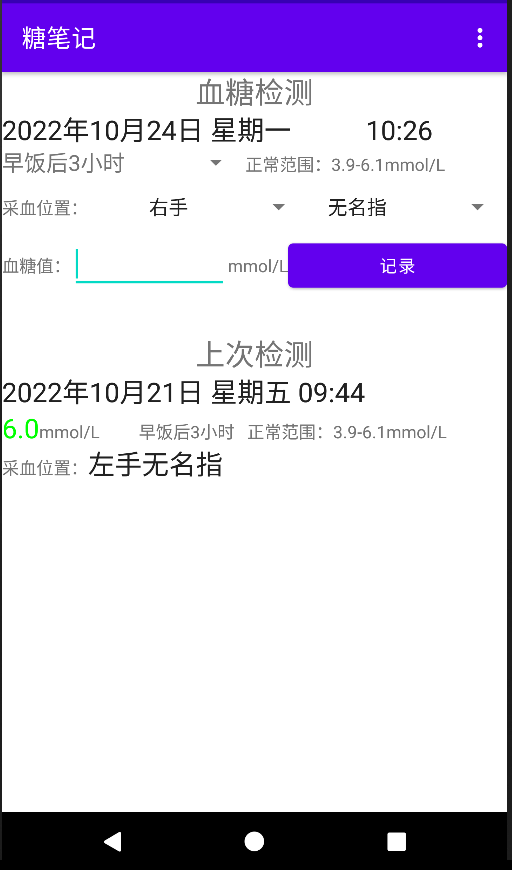 糖笔记
血糖检测
2022年10月24日 星期一 10:26
早饭后3小时 正常范围：3.9-6.1mmol/L
采血位置： 右手 无名指
血糖值： mmol/L 记录
上次检测
2022年10月21日 星期五 09:44
6.0mmol/L 早饭后3小时 正常范围：3.9-6.1mmol/L
采血位置：左手无名指